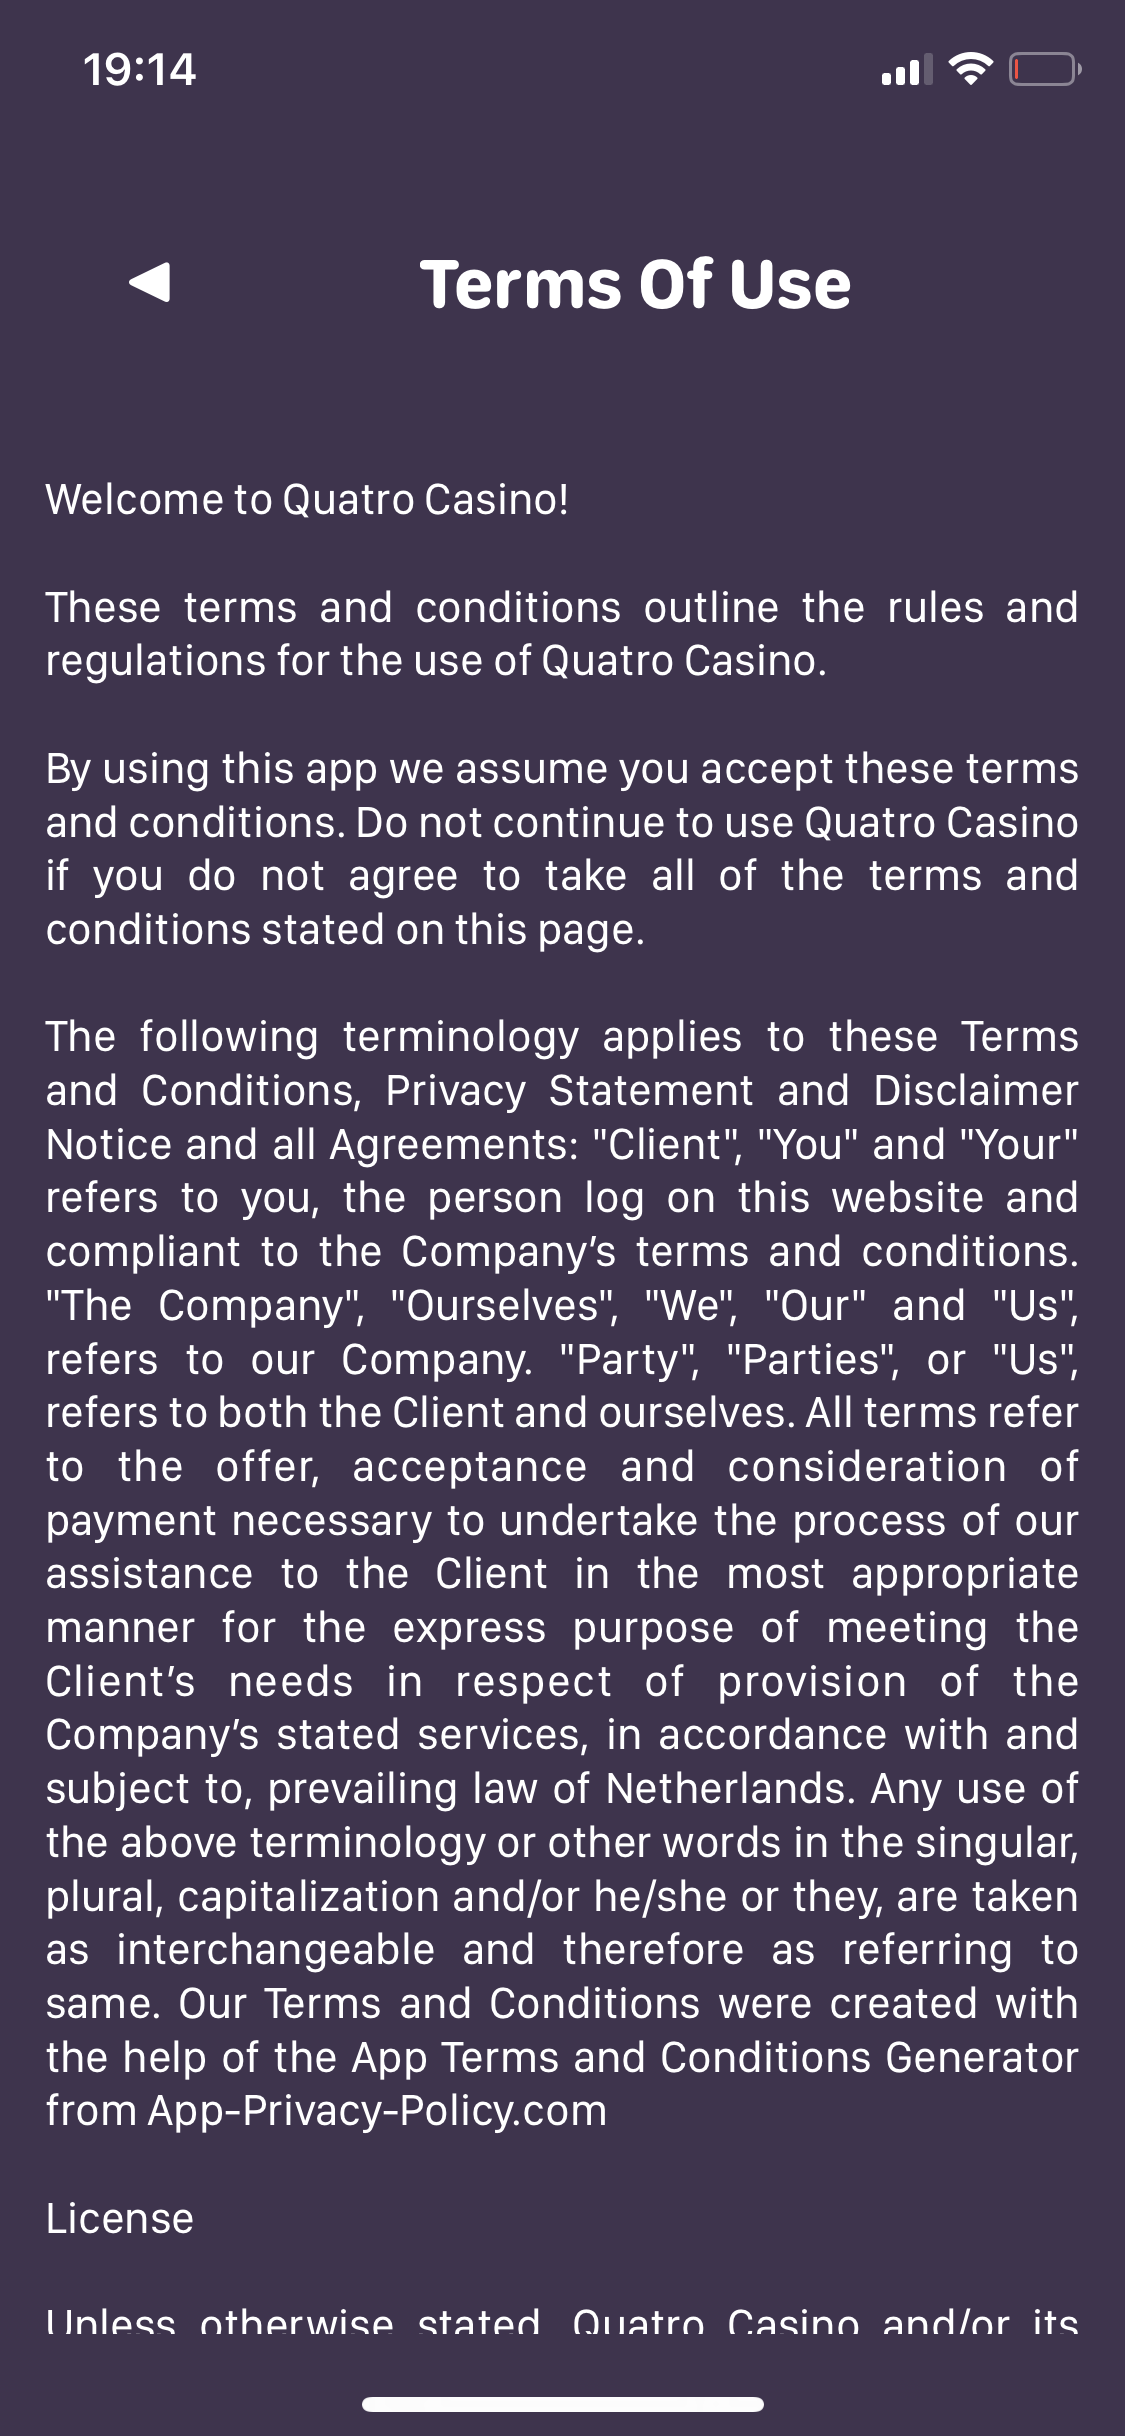 19:14
Terms Of Use
Welcome to Quatro Casino!
These terms and conditions outline the rules and
regulations for the use of Quatro Casino.
By using this app we assume you accept these terms
and conditions. Do not continue to use Quatro Casino
if you do not agree to take all of the terms and
conditions stated on this page.
The following terminology applies to these Terms
and Conditions, Privacy Statement and Disclaimer
Notice and all Agreements: "Client", "You" and "Your"
refers to you, the person log on this website and
compliant to the Company’s terms and conditions.
"The Company", "Ourselves", "We", "Our" and "Us",
refers to our Company. "Party", "Parties", or "Us",
refers to both the Client and ourselves. All terms refer
to the offer, acceptance and consideration of
payment necessary to undertake the process of our
assistance to the Client in the most appropriate
manner for the express purpose of meeting the
Client’s needs in respect of provision of the
Company’s stated services, in accordance with and
subject to, prevailing law of Netherlands. Any use of
the above terminology or other words in the singular,
plural, capitalization and/or he/she or they, are taken
as interchangeable and therefore as referring to
same. Our Terms and Conditions were created with
the help of the App Terms and Conditions Generator
from App-Privacy-Policy.com
License
Unless otherwise stated, Quatro Casino and/or its